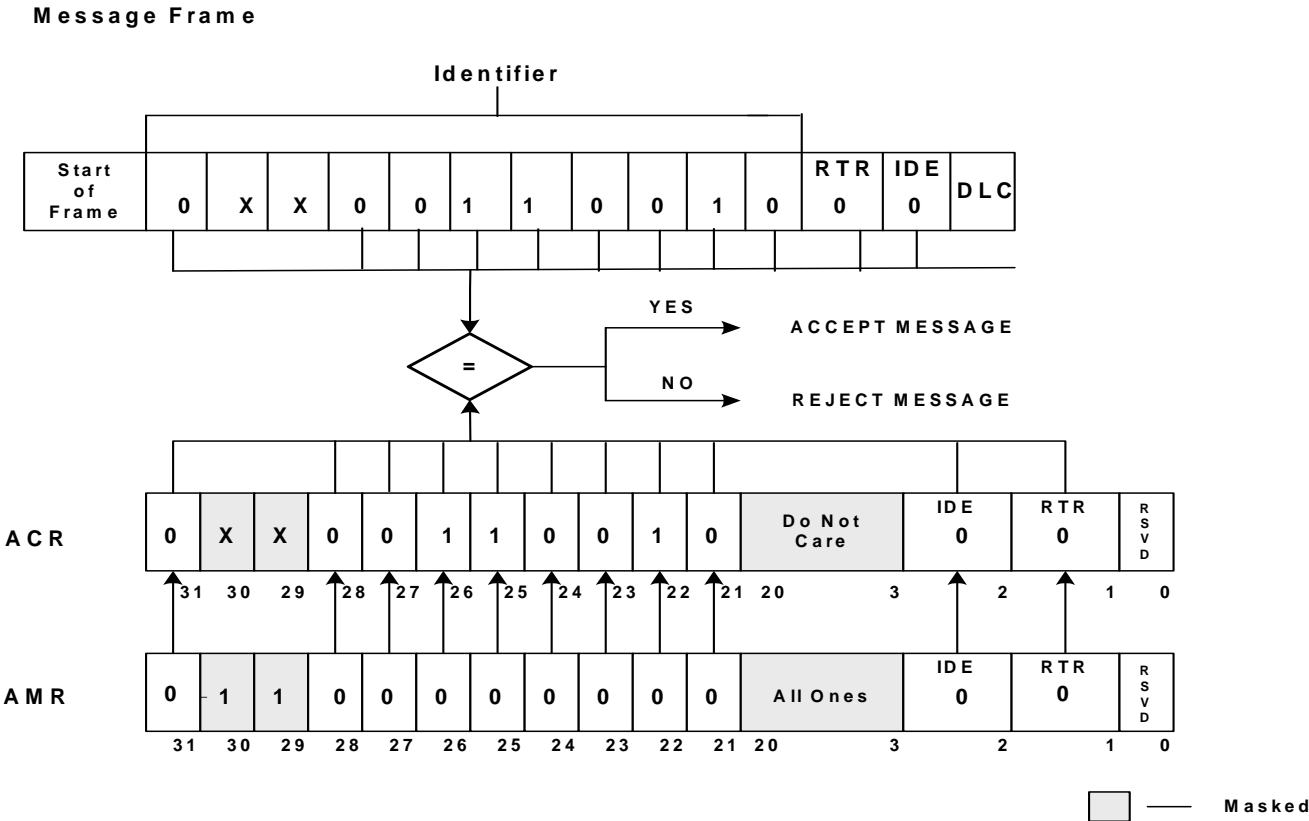 Message Frame
Identifier
Start of Frame 0 X X 0 0 1 1 0 0 1 0 RTR 0 IDE 0 DLC
YES
ACCEPT MESSAGE
=
NO
REJECT MESSAGE
ACR 0 X X 0 0 1 1 0 0 1 0 Do Not Care IDE 0 RTR 0 RSVD
31 30 29 28 27 26 25 24 23 22 21 20 3 2 1 0
AMR 0 1 1 0 0 0 0 0 0 0 0 All Ones IDE 0 RTR 0 RSVD
31 30 29 28 27 26 25 24 23 22 21 20 3 2 1 0
Masked